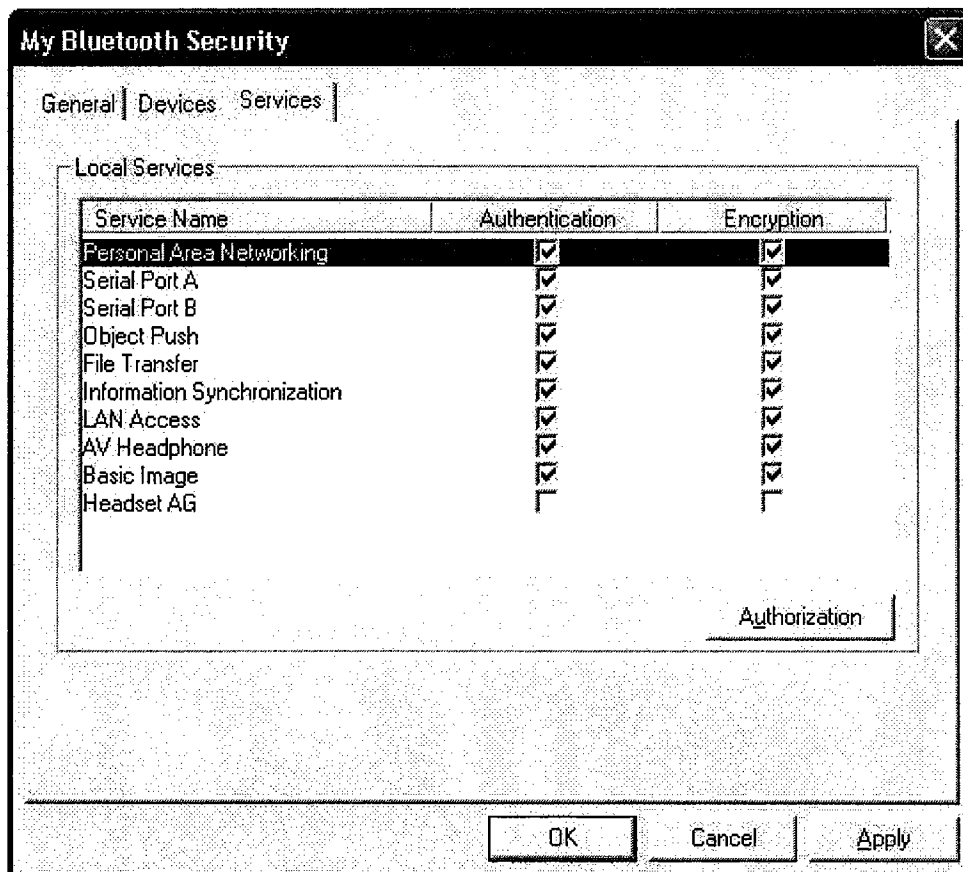 My Bluetooth Security
General Devices Services
Local Services
Service Name Authentication Encryption
Personal Area Networking
Serial Port A
Serial Port B
Object Push
File Transfer
Information Synchronization
LAN Access
AV Headphone
Basic Image
Headset AG
Authorization
OK Cancel Apply